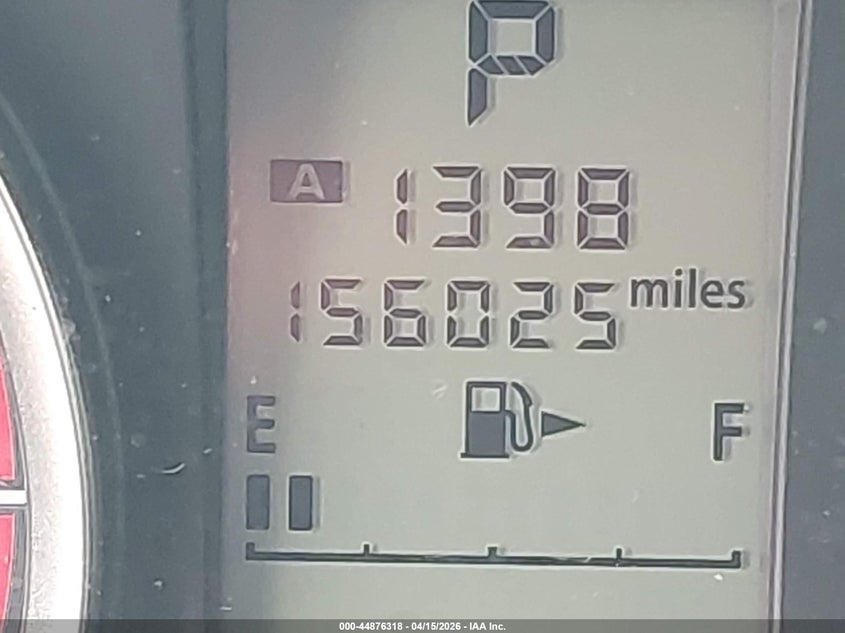 P
A 1398
156025 miles
E F
000-44876318 - 04/15/2026 - IAA Inc.